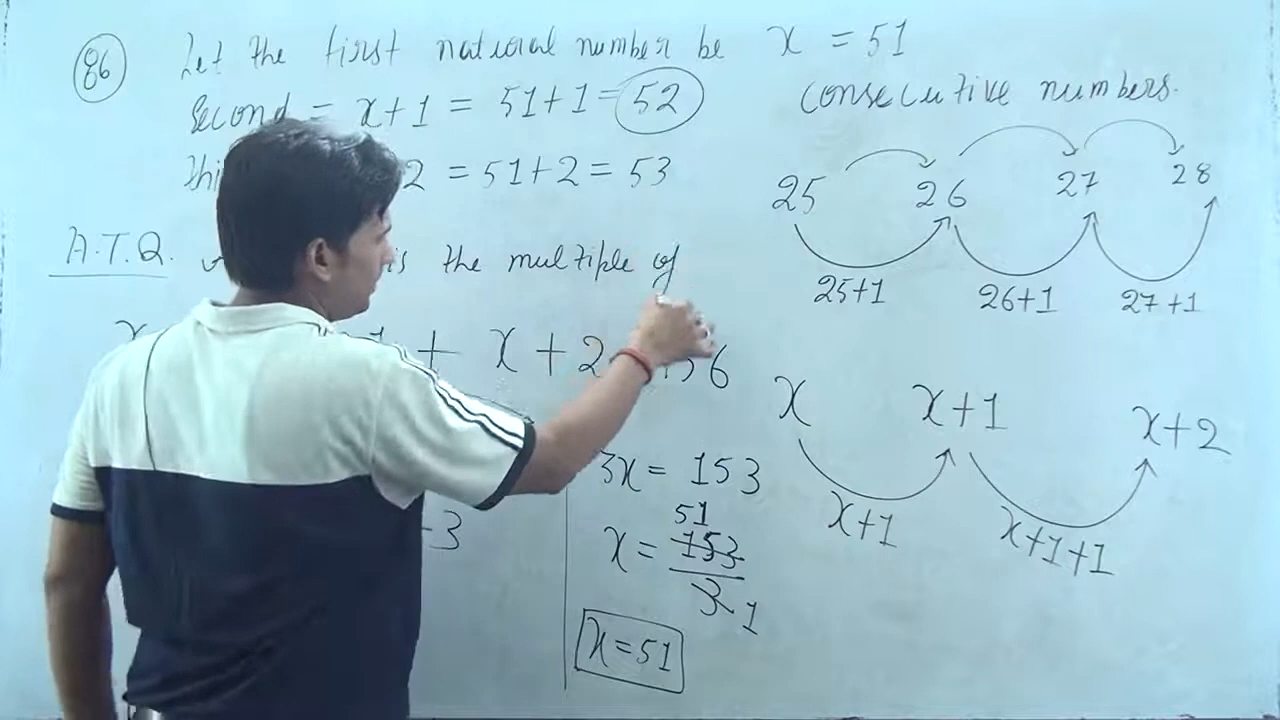 86 Let the first natural number be x = 51
Second = x+1 = 51+1 = 52
2 = 51+2 = 53
A.T.Q. is the multiple of
+ x+2 56
-3
3x = 153
51
x = 153
3 1
x = 51
consecutive numbers.
25 26 27 28
25+1 26+1 27+1
x x+1 x+2
x+1 x+1+1